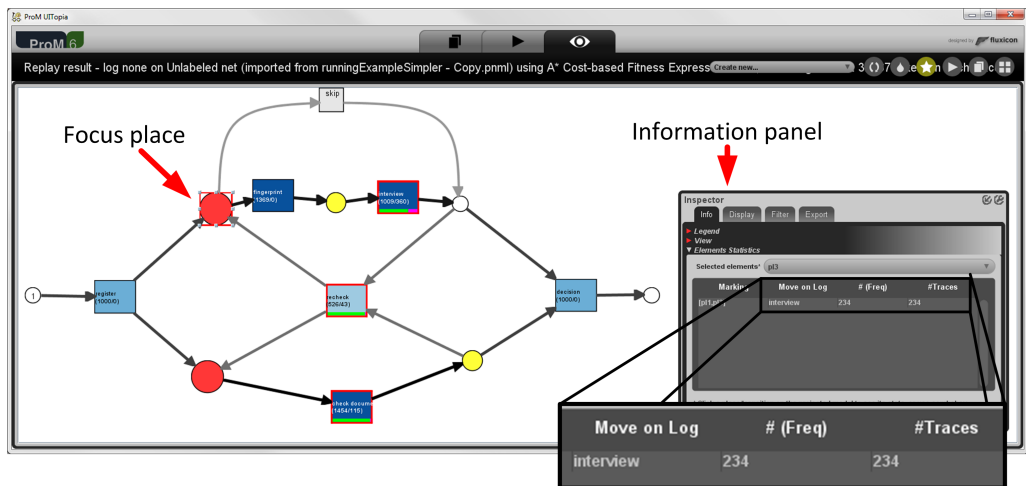 ProM UITopia
ProM 6
designed by fluxicon
Replay result - log none on Unlabeled net (imported from runningExampleSimpler - Copy.pnml) using A* Cost-based Fitness Express
Create new...
skip
Focus place
Information panel
fingerprint
(1369/0)
interview
(1009/360)
Inspector
Info Display Filter Export
Legend
View
Elements Statistics
Selected elements* pl3
register
(1000/0)
recheck
(526/43)
decision
(1000/0)
1
Marking Move on Log # (Freq) #Traces
interview 234 234
check docume
(1454/115)
Move on Log # (Freq) #Traces
interview 234 234